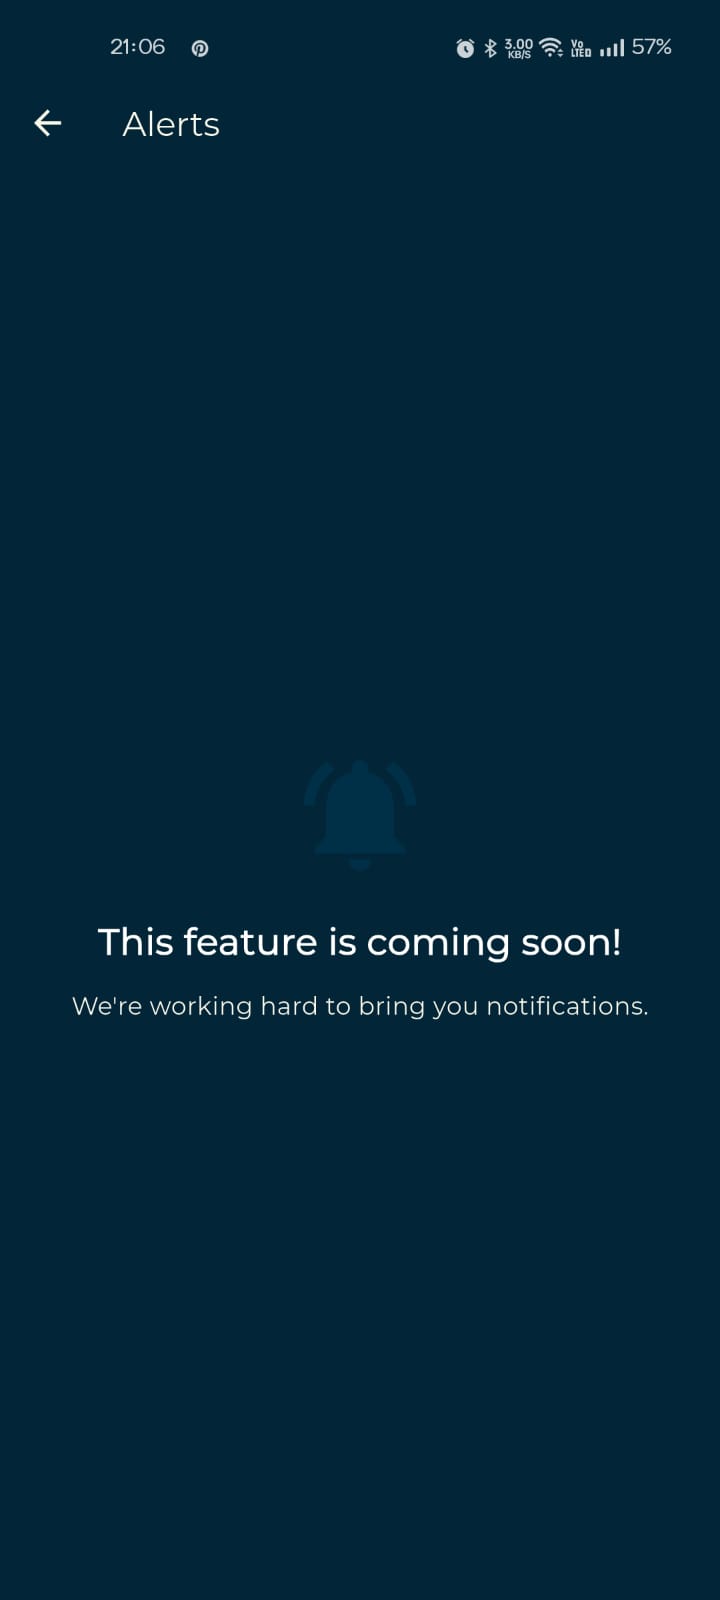 21:06 3.00 KB/S Vo LTE 57%
Alerts
This feature is coming soon!
We're working hard to bring you notifications.